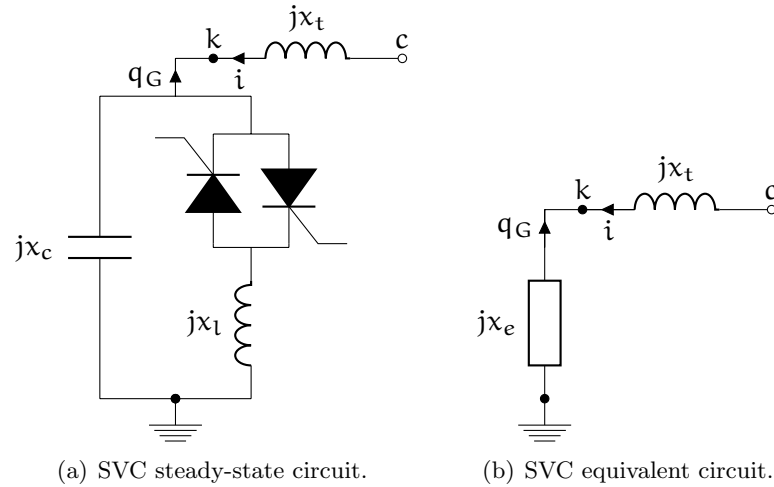 jx_t
k
c
i
q_G
jx_c
jx_l
(a) SVC steady-state circuit.
jx_t
k
c
i
q_G
jx_e
(b) SVC equivalent circuit.